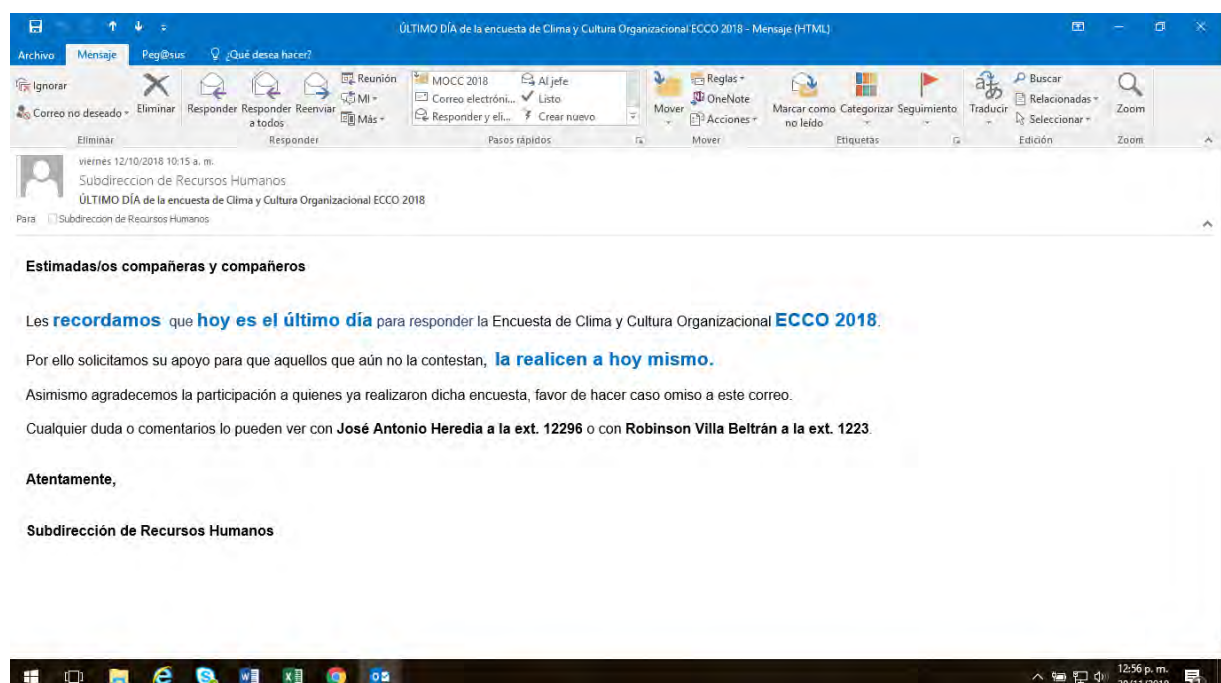 ÚLTIMO DÍA de la encuesta de Clima y Cultura Organizacional ECCO 2018 - Mensaje (HTML)
Archivo Mensaje Peg@sus ¿Qué desea hacer?
Ignorar
Correo no deseado
Eliminar
Responder
Responder a todos
Reenviar
Reunión
MI
Más
MOCC 2018
Correo electróni...
Responder y eli...
Al jefe
Listo
Crear nuevo
Mover
Reglas
OneNote
Acciones
Marcar como no leído
Categorizar
Seguimiento
Traducir
Buscar
Relacionadas
Seleccionar
Zoom
Eliminar Responder Pasos rápidos Mover Etiquetas Edición Zoom
viernes 12/10/2018 10:15 a. m.
Subdireccion de Recursos Humanos
ÚLTIMO DÍA de la encuesta de Clima y Cultura Organizacional ECCO 2018
Para Subdireccion de Recursos Humanos
Estimadas/os compañeras y compañeros
Les recordamos que hoy es el último día para responder la Encuesta de Clima y Cultura Organizacional ECCO 2018.
Por ello solicitamos su apoyo para que aquellos que aún no la contestan, la realicen a hoy mismo.
Asimismo agradecemos la participación a quienes ya realizaron dicha encuesta, favor de hacer caso omiso a este correo.
Cualquier duda o comentarios lo pueden ver con José Antonio Heredia a la ext. 12296 o con Robinson Villa Beltrán a la ext. 1223.
Atentamente,
Subdirección de Recursos Humanos
12:56 p. m.